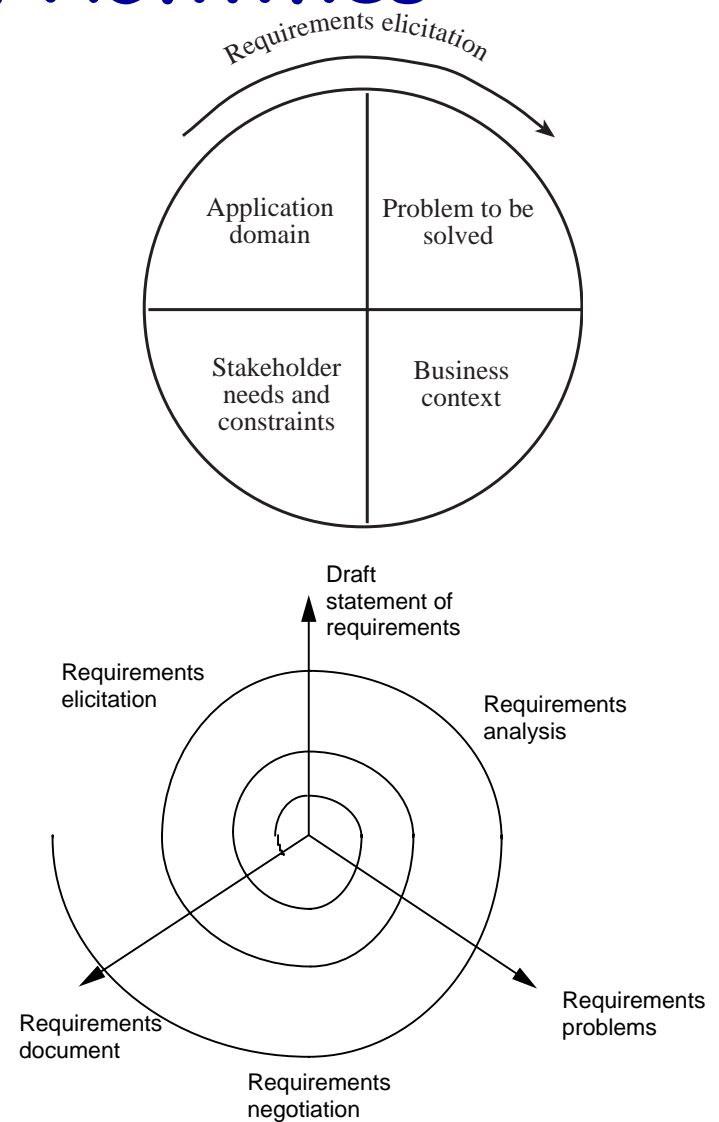 Requirements elicitation
Application
domain
Problem to be
solved
Stakeholder
needs and
constraints
Business
context
Draft
statement of
requirements
Requirements
elicitation
Requirements
analysis
Requirements
document
Requirements
problems
Requirements
negotiation